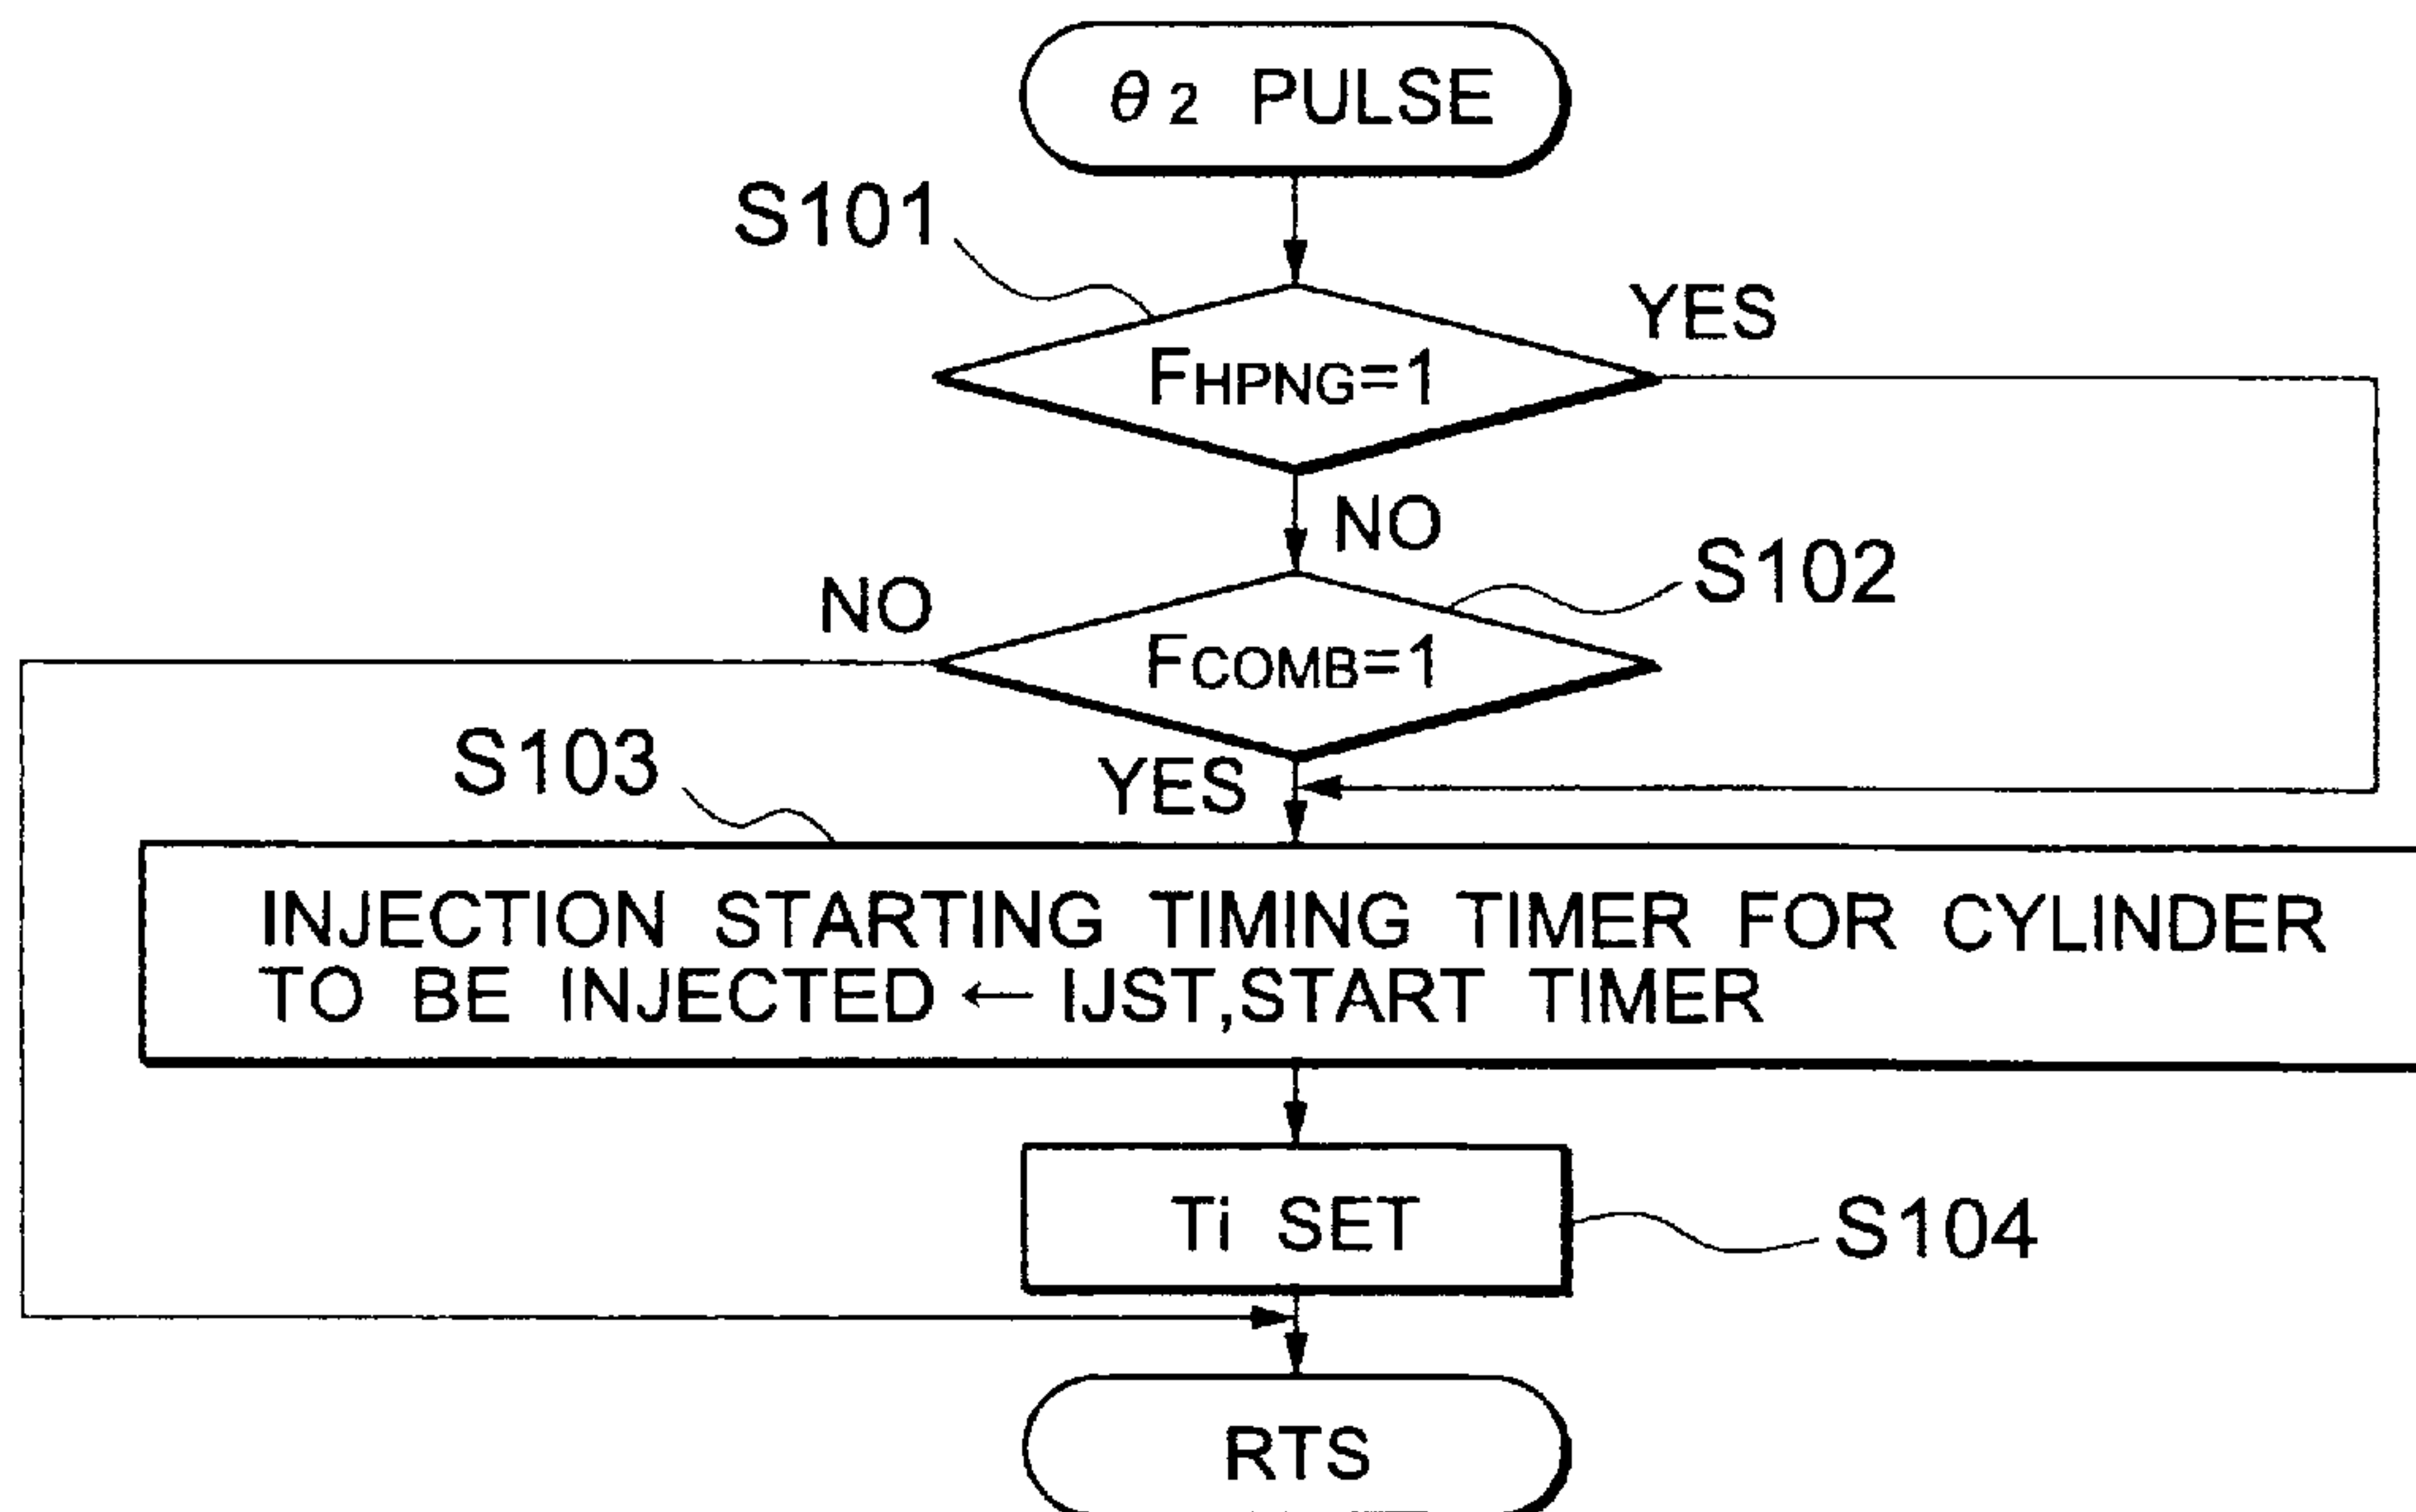 θ2 PULSE
S101
YES
FHPNG=1
NO
S102
NO
FCOMB=1
S103
YES
INJECTION STARTING TIMING TIMER FOR CYLINDER
TO BE INJECTED ← IJST,START TIMER
Ti SET
S104
RTS